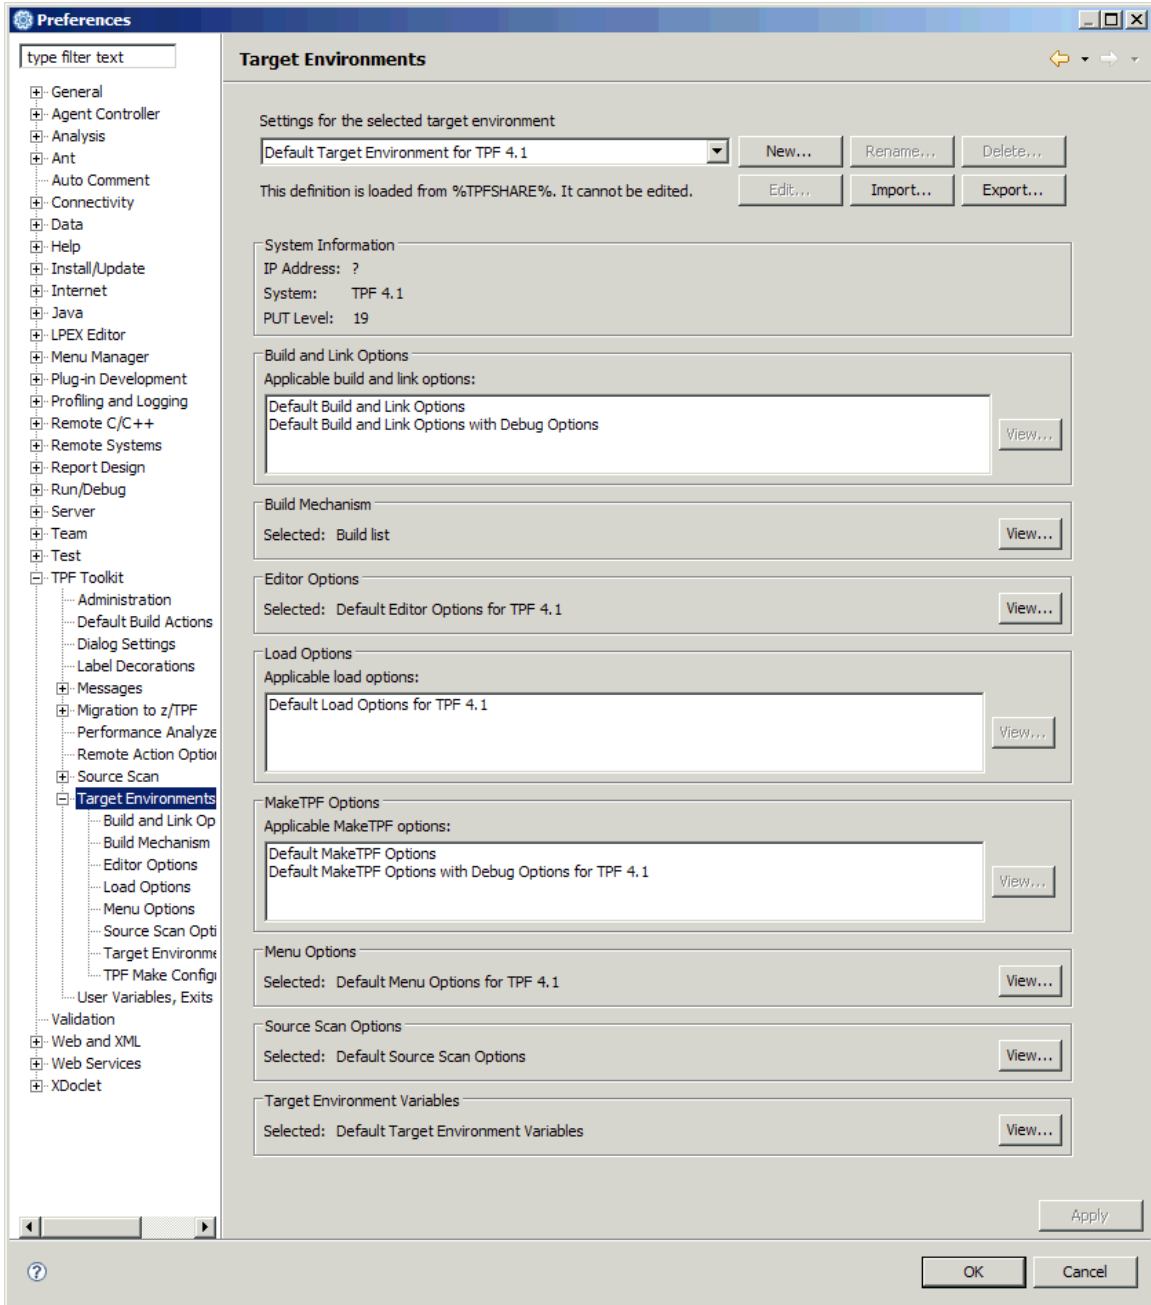 Preferences
type filter text
General
Agent Controller
Analysis
Ant
Auto Comment
Connectivity
Data
Help
Install/Update
Internet
Java
LPEX Editor
Menu Manager
Plug-in Development
Profiling and Logging
Remote C/C++
Remote Systems
Report Design
Run/Debug
Server
Team
Test
TPF Toolkit
Administration
Default Build Actions
Dialog Settings
Label Decorations
Messages
Migration to z/TPF
Performance Analyze
Remote Action Option
Source Scan
Target Environments
Build and Link Op
Build Mechanism
Editor Options
Load Options
Menu Options
Source Scan Opti
Target Environme
TPF Make Config
User Variables, Exits
Validation
Web and XML
Web Services
XDoclet
Target Environments
Settings for the selected target environment
Default Target Environment for TPF 4.1
New...
Rename...
Delete...
This definition is loaded from %TPFSHARE%. It cannot be edited.
Edit...
Import...
Export...
System Information
IP Address: ?
System: TPF 4.1
PUT Level: 19
Build and Link Options
Applicable build and link options:
Default Build and Link Options
Default Build and Link Options with Debug Options
View...
Build Mechanism
Selected: Build list
View...
Editor Options
Selected: Default Editor Options for TPF 4.1
View...
Load Options
Applicable load options:
Default Load Options for TPF 4.1
View...
MakeTPF Options
Applicable MakeTPF options:
Default MakeTPF Options
Default MakeTPF Options with Debug Options for TPF 4.1
View...
Menu Options
Selected: Default Menu Options for TPF 4.1
View...
Source Scan Options
Selected: Default Source Scan Options
View...
Target Environment Variables
Selected: Default Target Environment Variables
View...
Apply
?
OK
Cancel